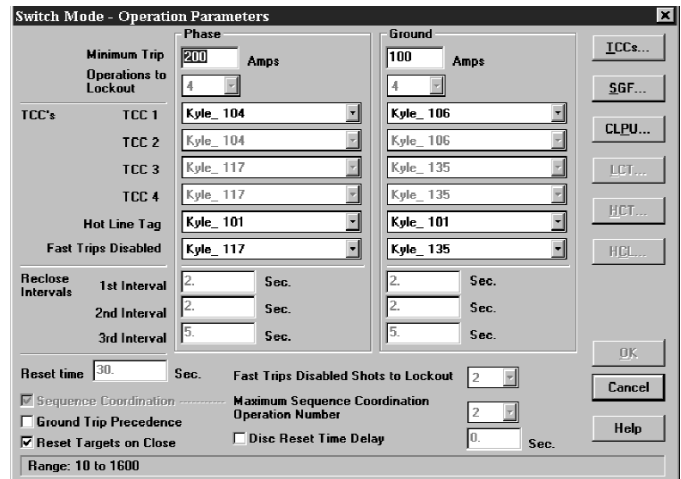 Switch Mode - Operation Parameters
Phase
Ground
Minimum Trip 200 Amps 100 Amps
Operations to
Lockout 4 4
TCC's TCC 1 Kyle_ 104 Kyle_ 106
TCC 2 Kyle_ 104 Kyle_ 106
TCC 3 Kyle_ 117 Kyle_ 135
TCC 4 Kyle_ 117 Kyle_ 135
Hot Line Tag Kyle_ 101 Kyle_ 101
Fast Trips Disabled Kyle_ 117 Kyle_ 135
Reclose
Intervals 1st Interval 2. Sec. 2. Sec.
2nd Interval 2. Sec. 2. Sec.
3rd Interval 5. Sec. 5. Sec.
Reset time 30. Sec. Fast Trips Disabled Shots to Lockout 2
Sequence Coordination Maximum Sequence Coordination
Operation Number 2
Ground Trip Precedence
Reset Targets on Close Disc Reset Time Delay 0. Sec.
Range: 10 to 1600
TCCs...
SGF...
CLPU...
LCT...
HCT...
HCL...
OK
Cancel
Help